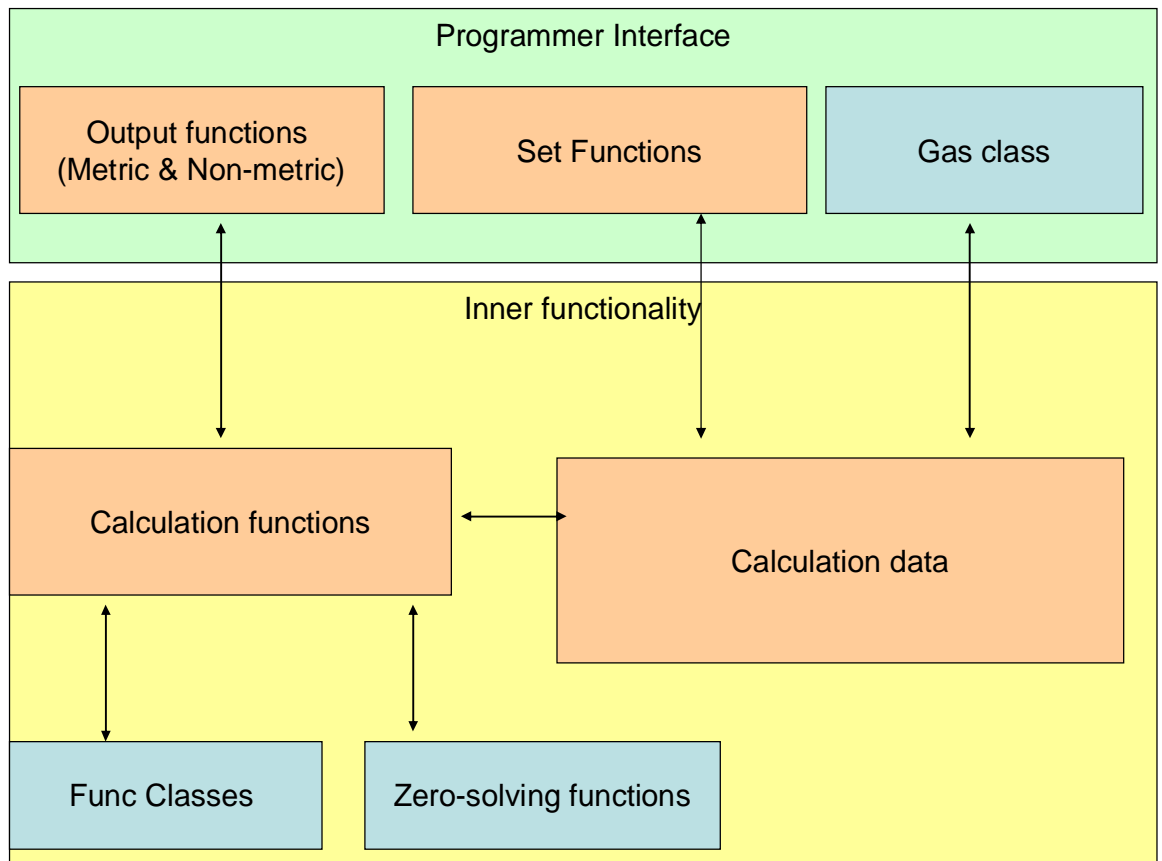 Programmer Interface
Output functions
(Metric & Non-metric)
Set Functions
Gas class
Inner functionality
Calculation functions
Calculation data
Func Classes
Zero-solving functions